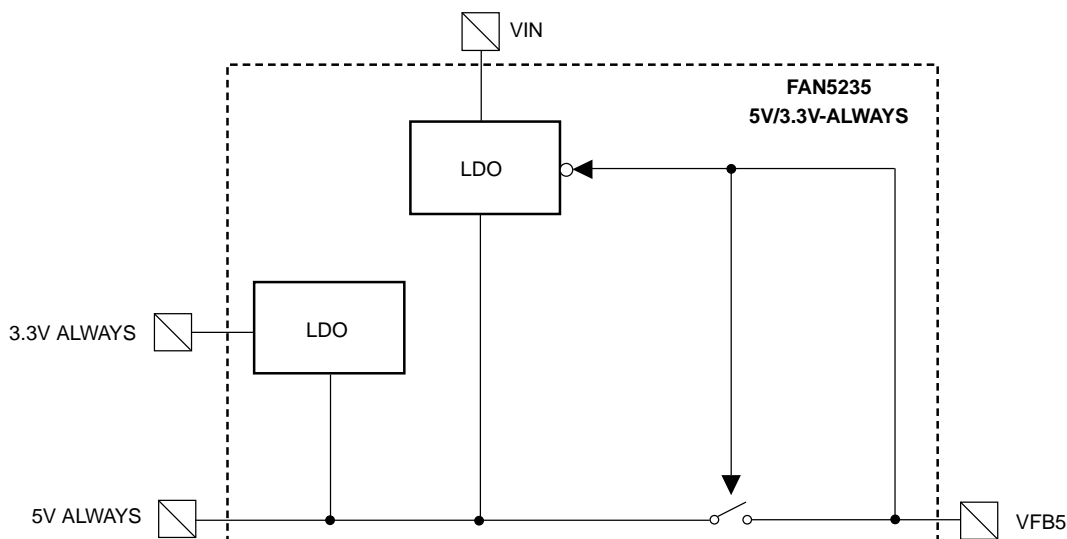 VIN
FAN5235
5V/3.3V-ALWAYS
LDO
LDO
3.3V ALWAYS
5V ALWAYS
VFB5